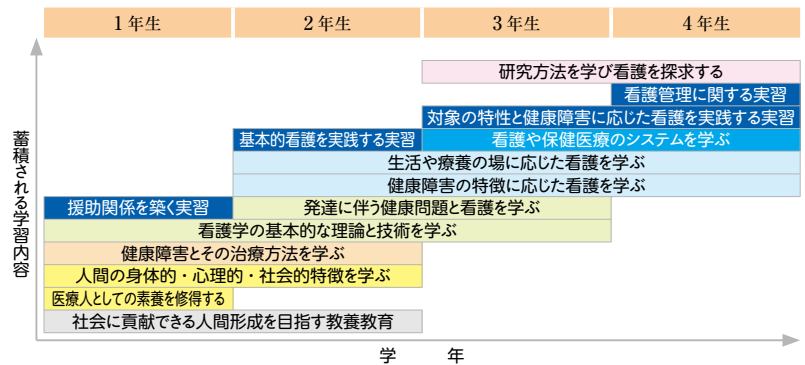 1年生
2年生
3年生
4年生
研究方法を学び看護を探求する
看護管理に関する実習
対象の特性と健康障害に応じた看護を実践する実習
基本的看護を実践する実習
看護や保健医療のシステムを学ぶ
生活や療養の場に応じた看護を学ぶ
健康障害の特徴に応じた看護を学ぶ
援助関係を築く実習
発達に伴う健康問題と看護を学ぶ
看護学の基本的な理論と技術を学ぶ
健康障害とその治療方法を学ぶ
人間の身体的・心理的・社会的特徴を学ぶ
医療人としての素養を修得する
社会に貢献できる人間形成を目指す教養教育
蓄積される学習内容
学年